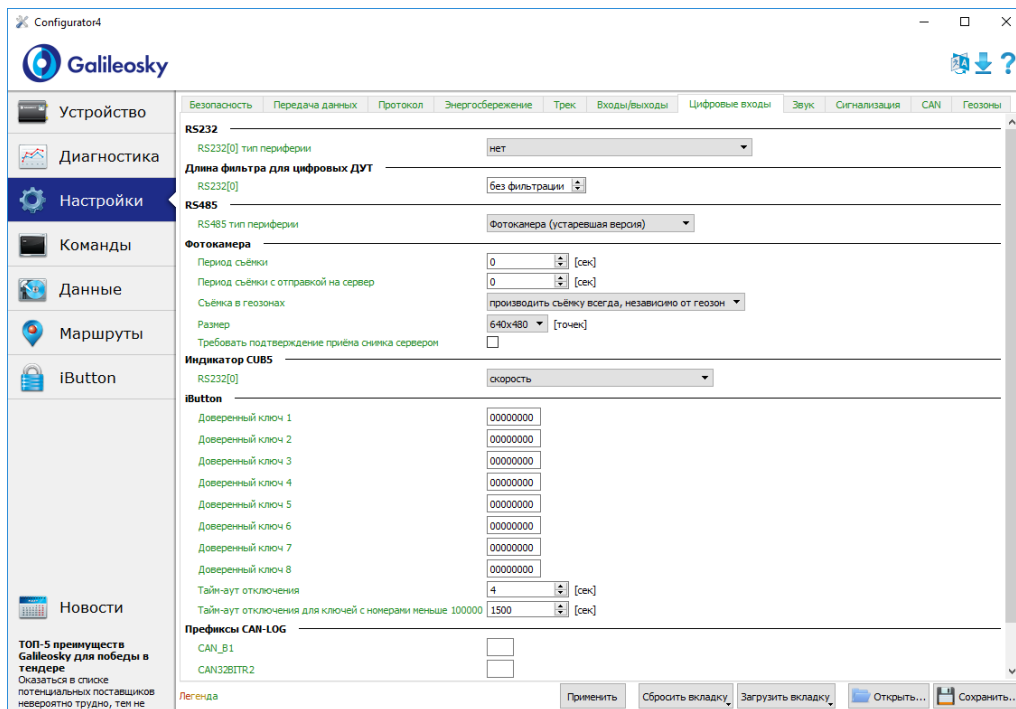 Configurator4
Galileosky
Устройство
Диагностика
Настройки
Команды
Данные
Маршруты
iButton
Новости
ТОП-5 преимуществ
Galileosky для победы в
тендере
Оказаться в списке
потенциальных поставщиков
невероятно трудно, тем не
Безопасность Передача данных Протокол Энергосбережение Трек Входы/выходы Цифровые входы Звук Сигнализация CAN Геозоны
RS232
RS232[0] тип периферии нет
Длина фильтра для цифровых ДУТ
RS232[0] без фильтрации
RS485
RS485 тип периферии Фотокамера (устаревшая версия)
Фотокамера
Период съёмки 0 [сек]
Период съёмки с отправкой на сервер 0 [сек]
Съёмка в геозонах производить съёмку всегда, независимо от геозон
Размер 640x480 [точек]
Требовать подтверждение приёма снимка сервером
Индикатор CUB5
RS232[0] скорость
iButton
Доверенный ключ 1 00000000
Доверенный ключ 2 00000000
Доверенный ключ 3 00000000
Доверенный ключ 4 00000000
Доверенный ключ 5 00000000
Доверенный ключ 6 00000000
Доверенный ключ 7 00000000
Доверенный ключ 8 00000000
Тайм-аут отключения 4 [сек]
Тайм-аут отключения для ключей с номерами меньше 100000 1500 [сек]
Префиксы CAN-LOG
CAN_B1
CAN32BITR2
Легенда Применить Сбросить вкладку Загрузить вкладку Открыть... Сохранить...